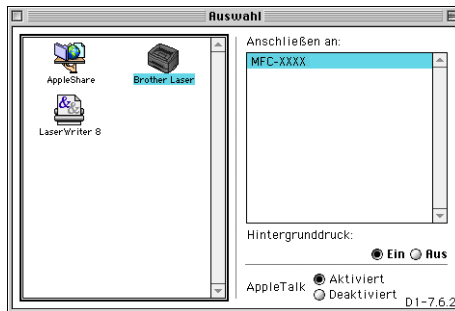 Auswahl
AppleShare
Brother Laser
LaserWriter 8
Anschließen an:
MFC-XXXX
Hintergrunddruck:
Ein Aus
AppleTalk
Aktiviert
Deaktiviert
D1-7.6.2